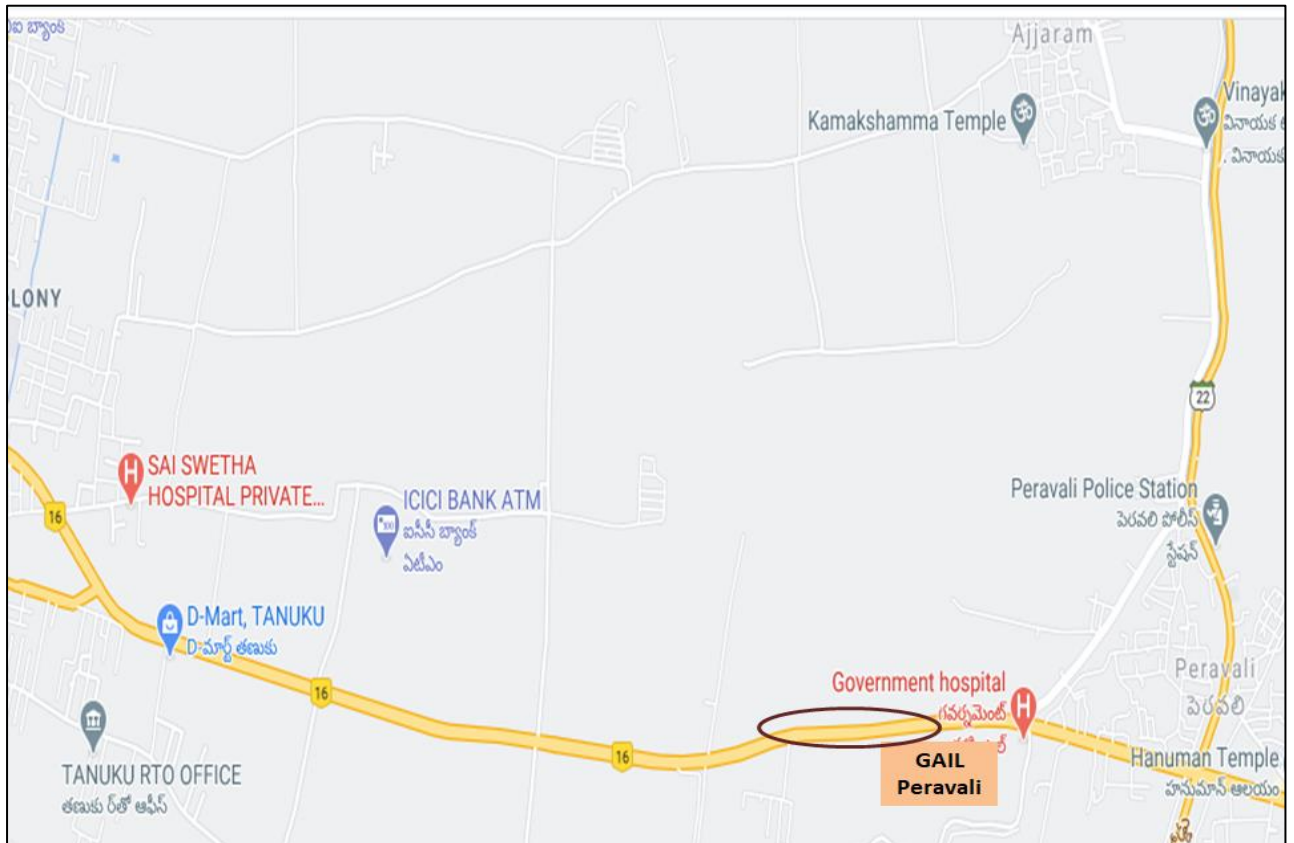 బ్యాంక్
Ajjaram
Kamakshamma Temple
Vinayak
వినాయక
. వినాయక
LONY
22
SAI SWETHA
HOSPITAL PRIVATE...
16
ICICI BANK ATM
ఐసీసీ బ్యాంక్
ఏటీఎం
Peravali Police Station
పెరవలి పోలీస్
స్టేషన్
D-Mart, TANUKU
D-మార్ట్ తణుకు
16
Peravali
పెరవలి
Government hospital
గవర్నమెంట్
16
GAIL
Peravali
Hanuman Temple
హనుమాన్ ఆలయం
TANUKU RTO OFFICE
తణుకు ర్‌తో ఆఫీస్